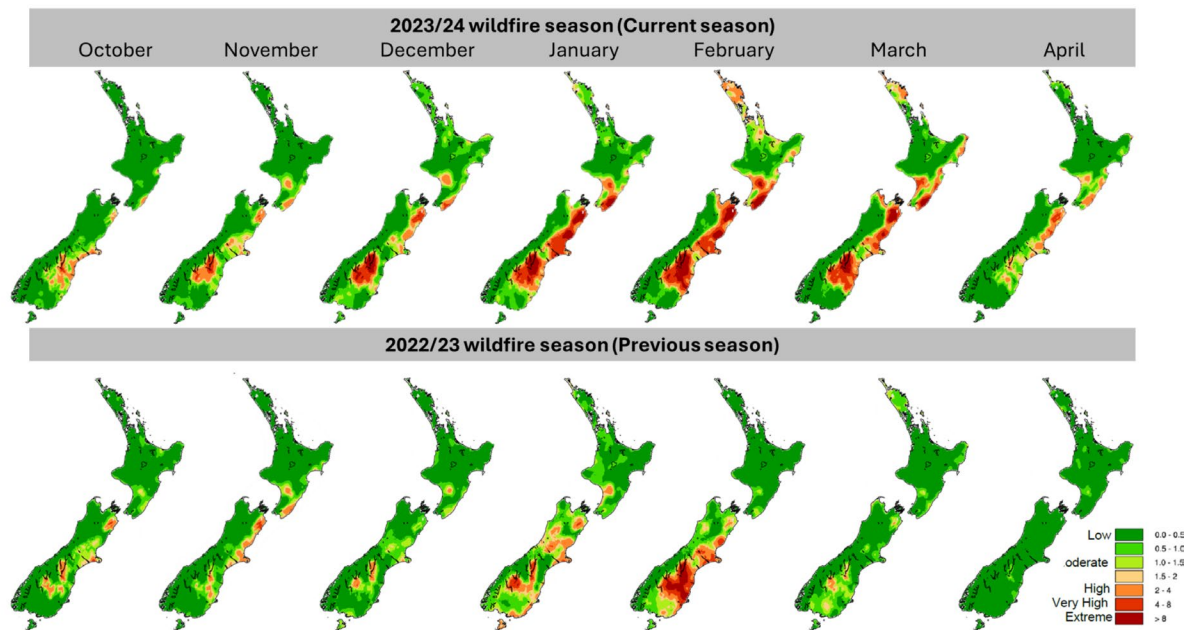 2023/24 wildfire season (Current season)
October November December January February March April
2022/23 wildfire season (Previous season)
Low 0.0 - 0.5
0.5 - 1.0
oderate 1.0 - 1.5
1.5 - 2
High 2 - 4
Very High 4 - 8
Extreme > 8